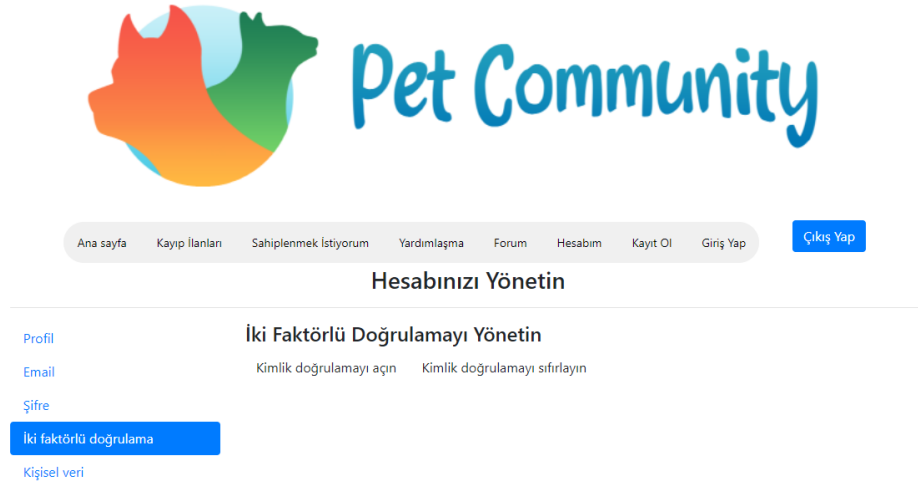 Pet Community
Ana sayfa Kayıp İlanları Sahiplenmek İstiyorum Yardımlaşma Forum Hesabım Kayıt Ol Giriş Yap Çıkış Yap
Hesabınızı Yönetin
Profil
Email
Şifre
İki faktörlü doğrulama
Kişisel veri
İki Faktörlü Doğrulamayı Yönetin
Kimlik doğrulamayı açın Kimlik doğrulamayı sıfırlayın